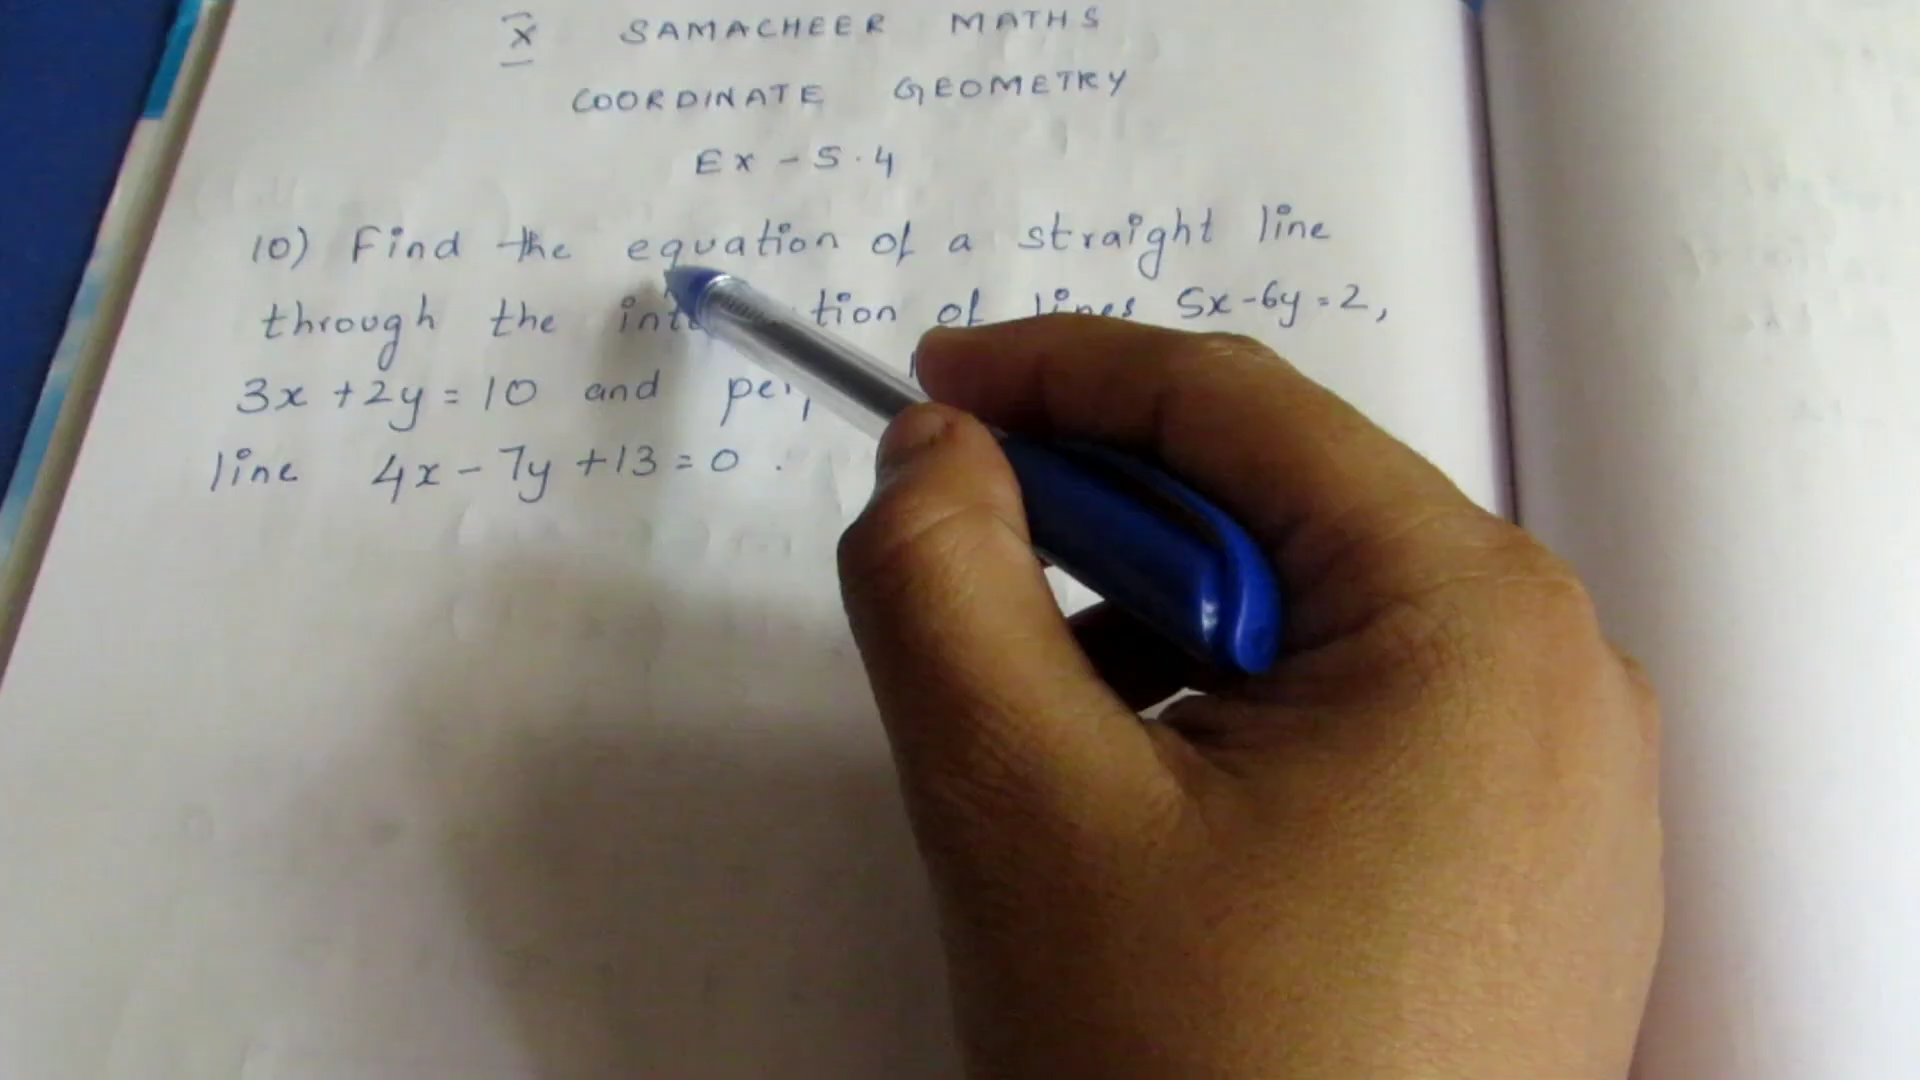 X SAMACHEER MATHS
COORDINATE GEOMETRY
Ex - 5.4
10) Find the equation of a straight line
through the of lines 5x-6y=2,
3x+2y=10 and
line 4x-7y+13=0.